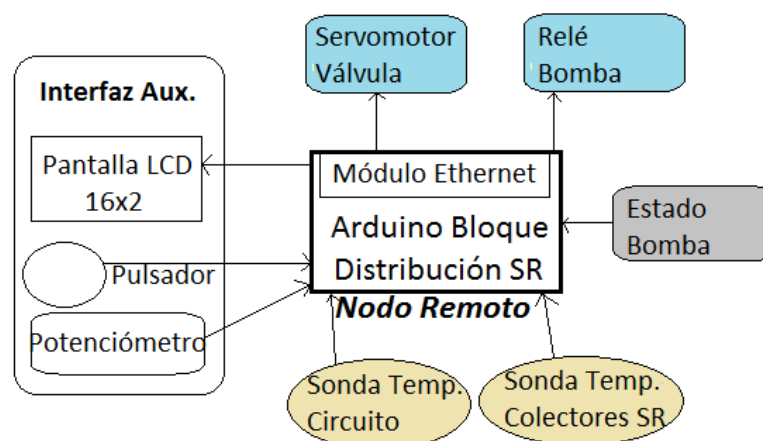 Servomotor
Válvula
Relé
Bomba
Interfaz Aux.
Pantalla LCD
16x2
Pulsador
Potenciómetro
Módulo Ethernet
Arduino Bloque
Distribución SR
Nodo Remoto
Estado
Bomba
Sonda Temp.
Circuito
Sonda Temp.
Colectores SR